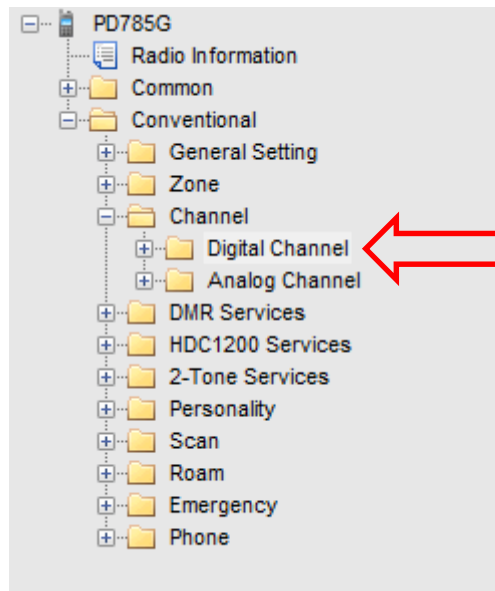 PD785G
Radio Information
Common
Conventional
General Setting
Zone
Channel
Digital Channel
Analog Channel
DMR Services
HDC1200 Services
2-Tone Services
Personality
Scan
Roam
Emergency
Phone